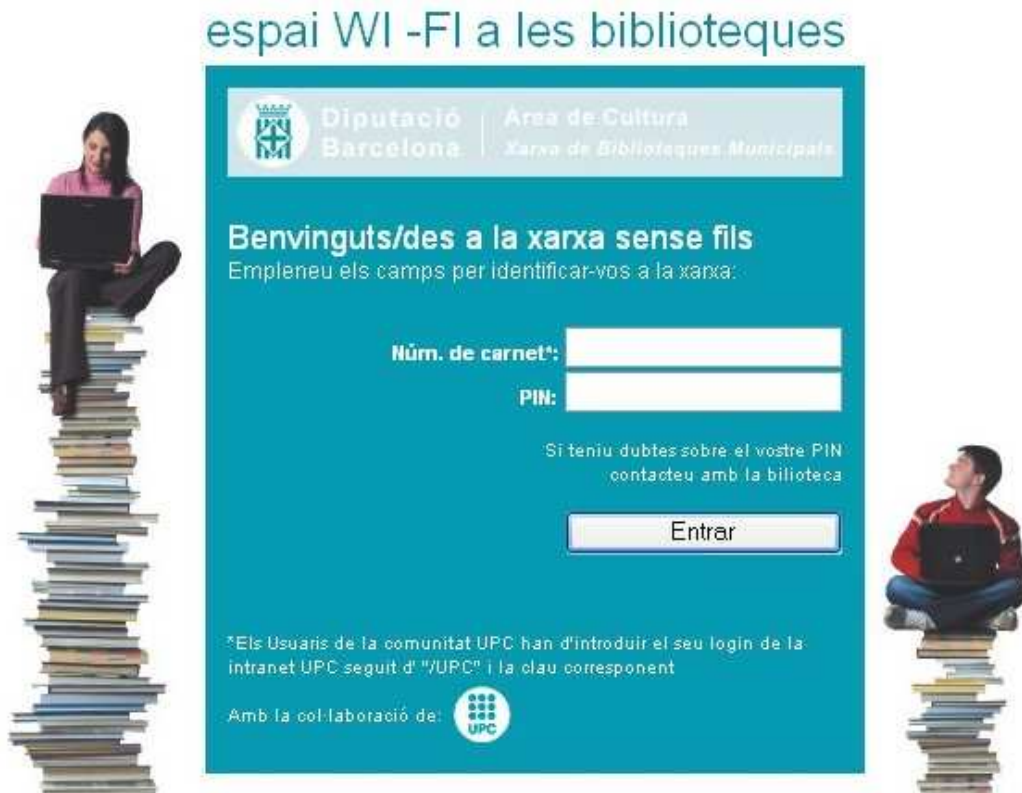 espai WI -FI a les biblioteques
Diputació
Barcelona
Àrea de Cultura
Xarxa de Biblioteques Municipals
Benvinguts/des a la xarxa sense fils
Empleneu els camps per identificar-vos a la xarxa:
Núm. de carnet*:
PIN:
Si teniu dubtes sobre el vostre PIN
contacteu amb la bilioteca
Entrar
*Els Usuaris de la comunitat UPC han d'introduir el seu login de la
intranet UPC seguit d' "/UPC" i la clau corresponent
Amb la col·laboració de:
UPC